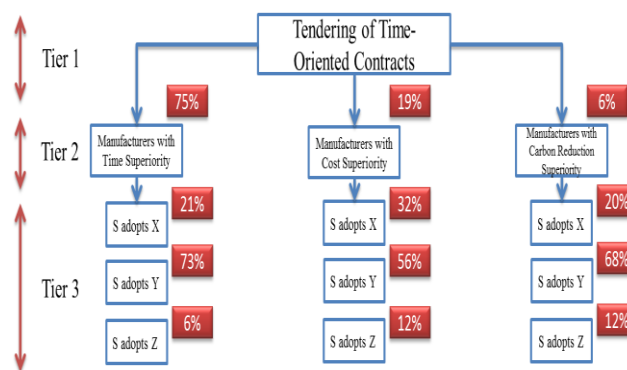 Tendering of Time-
Oriented Contracts
Tier 1
75%
19%
6%
Tier 2
Manufacturers with
Time Superiority
Manufacturers with
Cost Superiority
Manufacturers with
Carbon Reduction
Superiority
21%
32%
20%
S adopts X
S adopts X
S adopts X
73%
56%
68%
Tier 3
S adopts Y
S adopts Y
S adopts Y
6%
12%
12%
S adopts Z
S adopts Z
S adopts Z